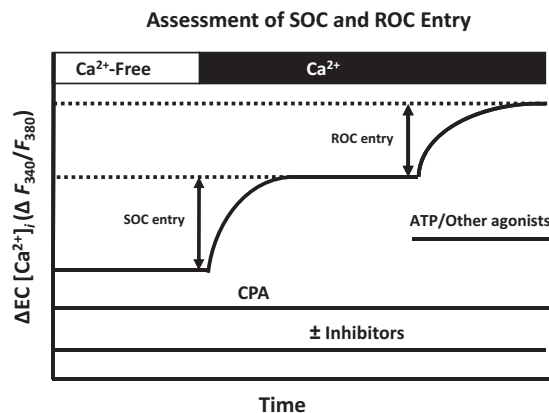 Assessment of SOC and ROC Entry
Ca²⁺-Free
Ca²⁺
ROC entry
SOC entry
ATP/Other agonists
CPA
± Inhibitors
ΔEC [Ca²⁺]ᵢ (Δ F₃₄₀/F₃₈₀)
Time